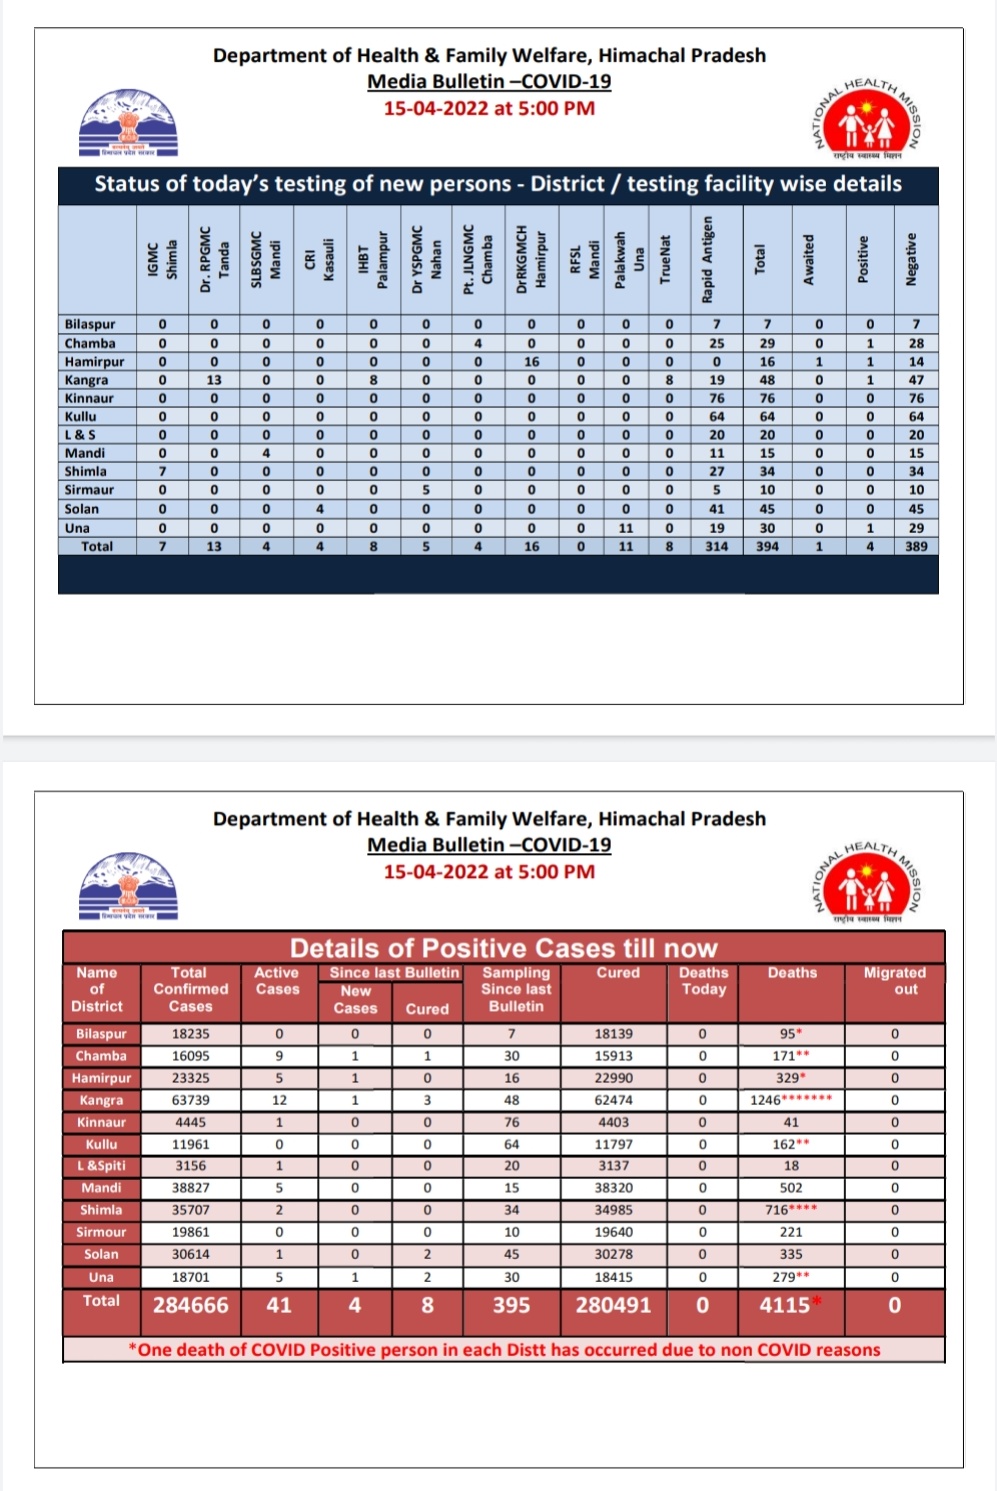 Department of Health & Family Welfare, Himachal Pradesh
Media Bulletin –COVID-19
15-04-2022 at 5:00 PM
NATIONAL HEALTH MISSION
राष्ट्रीय स्वास्थ्य मिशन
Status of today's testing of new persons - District / testing facility wise details
IGMC Shimla Dr. RPGMC Tanda SLBSGMC Mandi CRI Kasauli IHBT Palampur Dr YSPGMC Nahan Pt. JLNGMC Chamba DrRKGMCH Hamirpur RFSL Mandi Palakwah Una TrueNat Rapid Antigen Total Awaited Positive Negative
Bilaspur 0 0 0 0 0 0 0 0 0 0 0 7 7 0 0 7
Chamba 0 0 0 0 0 0 4 0 0 0 0 25 29 0 1 28
Hamirpur 0 0 0 0 0 0 0 16 0 0 0 0 16 1 1 14
Kangra 0 13 0 0 8 0 0 0 0 0 8 19 48 0 1 47
Kinnaur 0 0 0 0 0 0 0 0 0 0 0 76 76 0 0 76
Kullu 0 0 0 0 0 0 0 0 0 0 0 64 64 0 0 64
L & S 0 0 0 0 0 0 0 0 0 0 0 20 20 0 0 20
Mandi 0 0 4 0 0 0 0 0 0 0 0 11 15 0 0 15
Shimla 7 0 0 0 0 0 0 0 0 0 0 27 34 0 0 34
Sirmaur 0 0 0 0 0 5 0 0 0 0 0 5 10 0 0 10
Solan 0 0 0 4 0 0 0 0 0 0 0 41 45 0 0 45
Una 0 0 0 0 0 0 0 0 0 11 0 19 30 0 1 29
Total 7 13 4 4 8 5 4 16 0 11 8 314 394 1 4 389
Department of Health & Family Welfare, Himachal Pradesh
Media Bulletin –COVID-19
15-04-2022 at 5:00 PM
NATIONAL HEALTH MISSION
राष्ट्रीय स्वास्थ्य मिशन
Details of Positive Cases till now
Name of District Total Confirmed Cases Active Cases Since last Bulletin New Cases Cured Sampling Since last Bulletin Cured Deaths Today Deaths Migrated out
Bilaspur 18235 0 0 0 7 18139 0 95* 0
Chamba 16095 9 1 1 30 15913 0 171** 0
Hamirpur 23325 5 1 0 16 22990 0 329* 0
Kangra 63739 12 1 3 48 62474 0 1246******* 0
Kinnaur 4445 1 0 0 76 4403 0 41 0
Kullu 11961 0 0 0 64 11797 0 162** 0
L &Spiti 3156 1 0 0 20 3137 0 18 0
Mandi 38827 5 0 0 15 38320 0 502 0
Shimla 35707 2 0 0 34 34985 0 716**** 0
Sirmour 19861 0 0 0 10 19640 0 221 0
Solan 30614 1 0 2 45 30278 0 335 0
Una 18701 5 1 2 30 18415 0 279** 0
Total 284666 41 4 8 395 280491 0 4115* 0
*One death of COVID Positive person in each Distt has occurred due to non COVID reasons